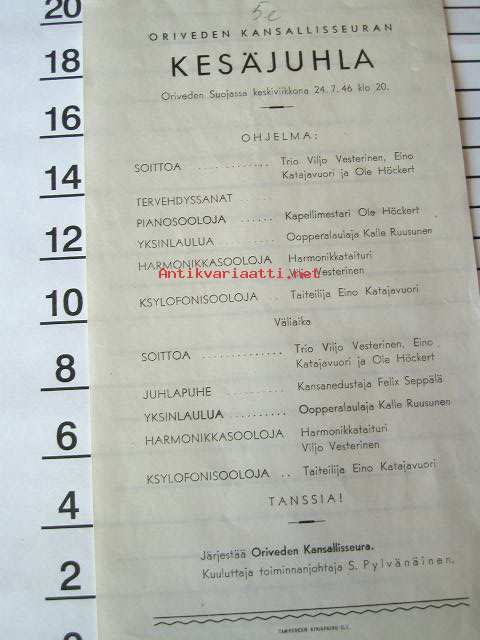 5c
ORIVEDEN KANSALLISSEURAN
KESÄJUHLA
Oriveden Suojassa keskiviikkona 24.7.46 klo 20.
OHJELMA:
SOITTOA ............... Trio Viljo Vesterinen, Eino
Katajavuori ja Ole Höckert
TERVEHDYSSANAT
PIANOSOOLOJA ........ Kapellimestari Ole Höckert
YKSINLAULUA ........ Oopperalaulaja Kalle Ruusunen
HARMONIKKASOOLOJA Harmonikkataituri
Viljo Vesterinen
Antikvariaatti.net
KSYLOFONISOOLOJA .. Taiteilija Eino Katajavuori
Väliaika
SOITTOA .............. Trio Viljo Vesterinen, Eino
Katajavuori ja Ole Höckert
JUHLAPUHE .......... Kansanedustaja Felix Seppälä
YKSINLAULUA .......... Oopperalaulaja Kalle Ruusunen
HARMONIKKASOOLOJA Harmonikkataituri
Viljo Vesterinen
KSYLOFONISOOLOJA .. Taiteilija Eino Katajavuori
TANSSIA!
Järjestää Oriveden Kansallisseura.
Kuuluttaja toiminnanjohtaja S. Pylvänäinen.
TAMPEREEN KIRJAPAINO O.Y.
20
18
16
14
12
10
8
6
4
2